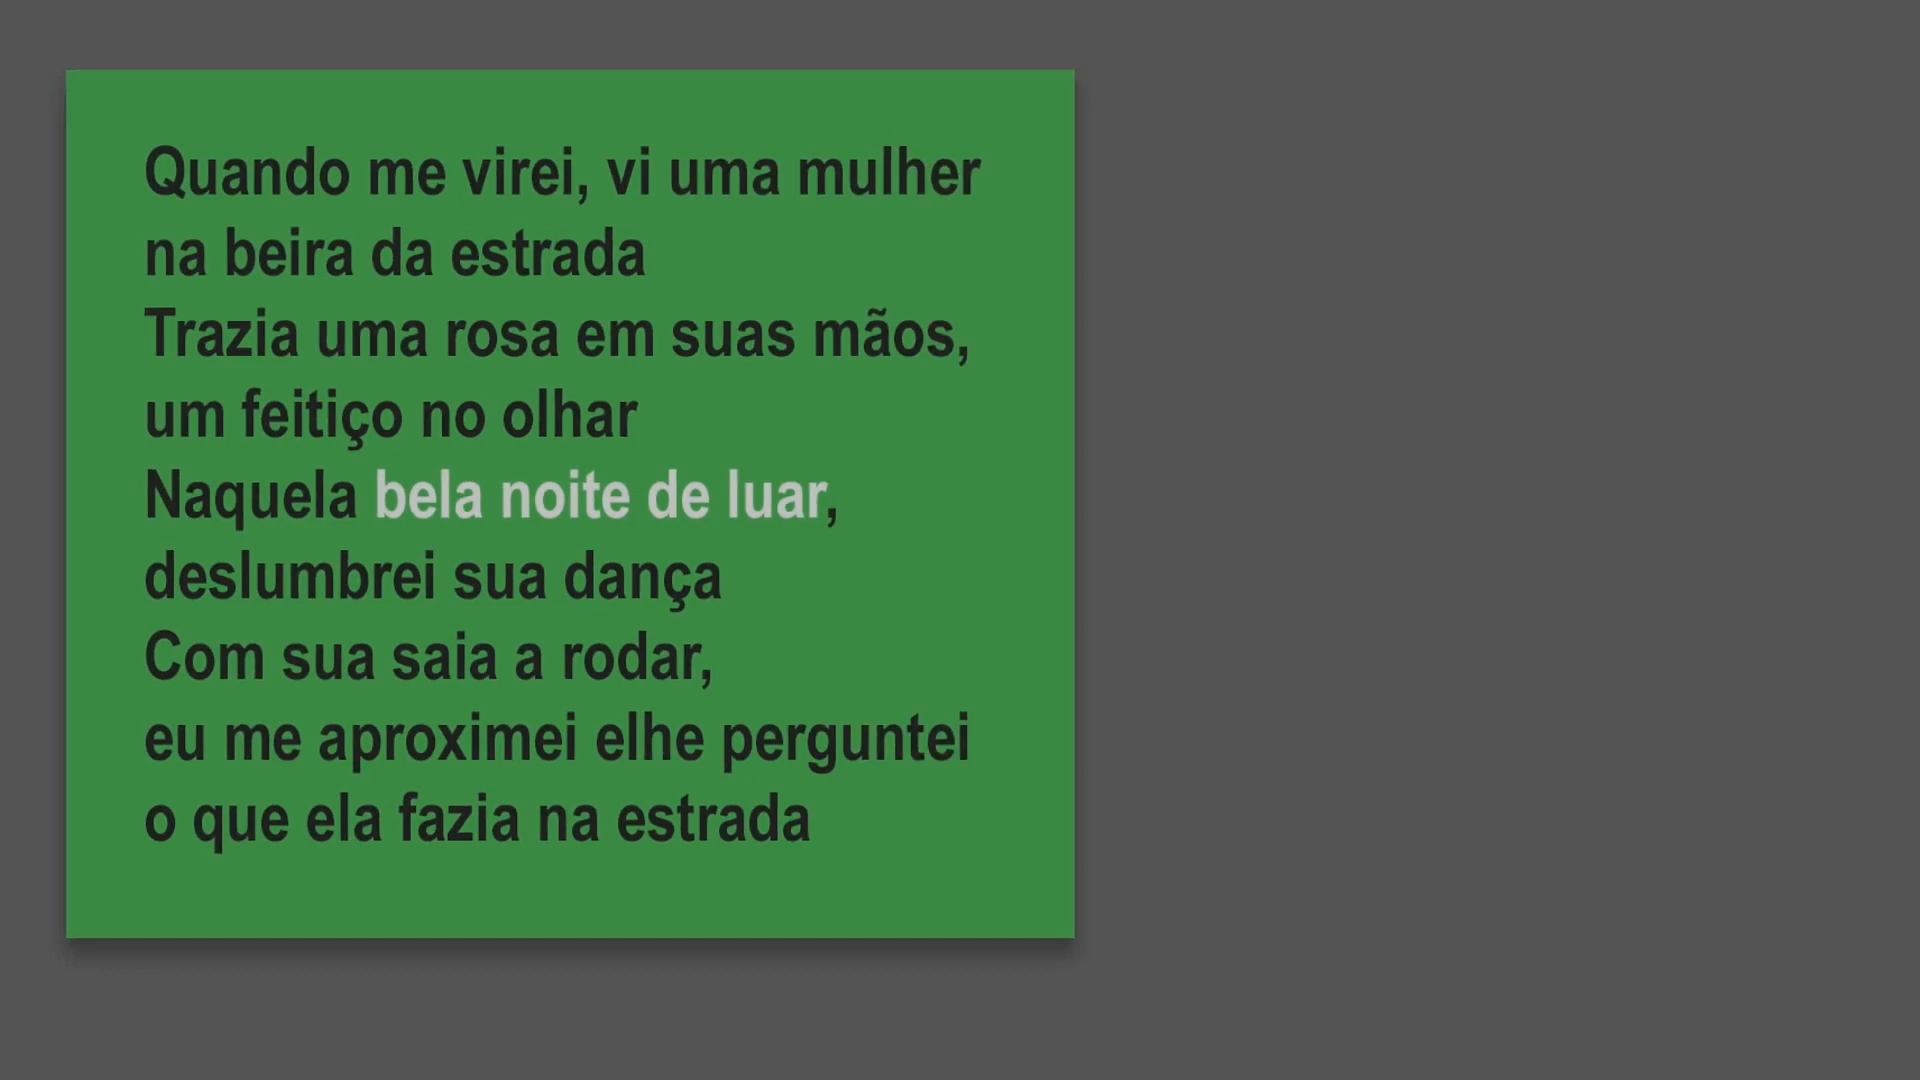 Quando me virei, vi uma mulher
na beira da estrada
Trazia uma rosa em suas mãos,
um feitiço no olhar
Naquela bela noite de luar,
deslumbrei sua dança
Com sua saia a rodar,
eu me aproximei elhe perguntei
o que ela fazia na estrada